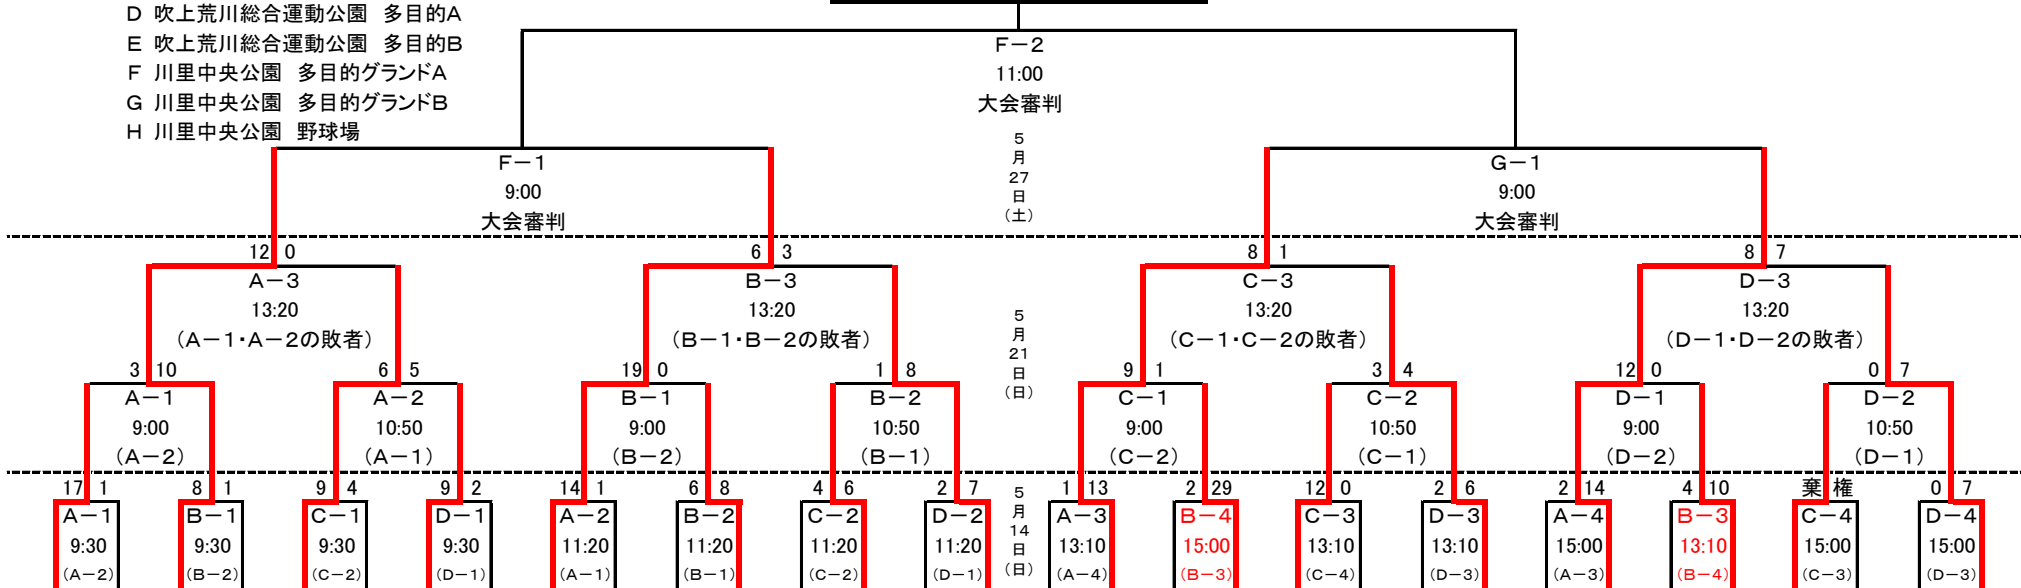 D 吹上荒川総合運動公園 多目的A
E 吹上荒川総合運動公園 多目的B
F 川里中央公園 多目的グランドA
G 川里中央公園 多目的グランドB
H 川里中央公園 野球場
F-2
11:00
大会審判
5月27日(土)
F-1
9:00
大会審判
G-1
9:00
大会審判
12 0
6 3
8 1
8 7
A-3
13:20
(A-1・A-2の敗者)
B-3
13:20
(B-1・B-2の敗者)
C-3
13:20
(C-1・C-2の敗者)
D-3
13:20
(D-1・D-2の敗者)
5月21日(日)
3 10
6 5
19 0
1 8
9 1
3 4
12 0
0 7
A-1
9:00
(A-2)
A-2
10:50
(A-1)
B-1
9:00
(B-2)
B-2
10:50
(B-1)
C-1
9:00
(C-2)
C-2
10:50
(C-1)
D-1
9:00
(D-2)
D-2
10:50
(D-1)
5月14日(日)
17 1
8 1
9 4
9 2
14 1
6 8
4 6
2 7
1 13
2 29
12 0
2 6
2 14
4 10
棄権
0 7
A-1
9:30
(A-2)
B-1
9:30
(B-2)
C-1
9:30
(C-2)
D-1
9:30
(D-1)
A-2
11:20
(A-1)
B-2
11:20
(B-1)
C-2
11:20
(C-2)
D-2
11:20
(D-1)
A-3
13:10
(A-4)
B-4
15:00
(B-3)
C-3
13:10
(C-4)
D-3
13:10
(D-3)
A-4
15:00
(A-3)
B-3
13:10
(B-4)
C-4
15:00
(C-3)
D-4
15:00
(D-3)